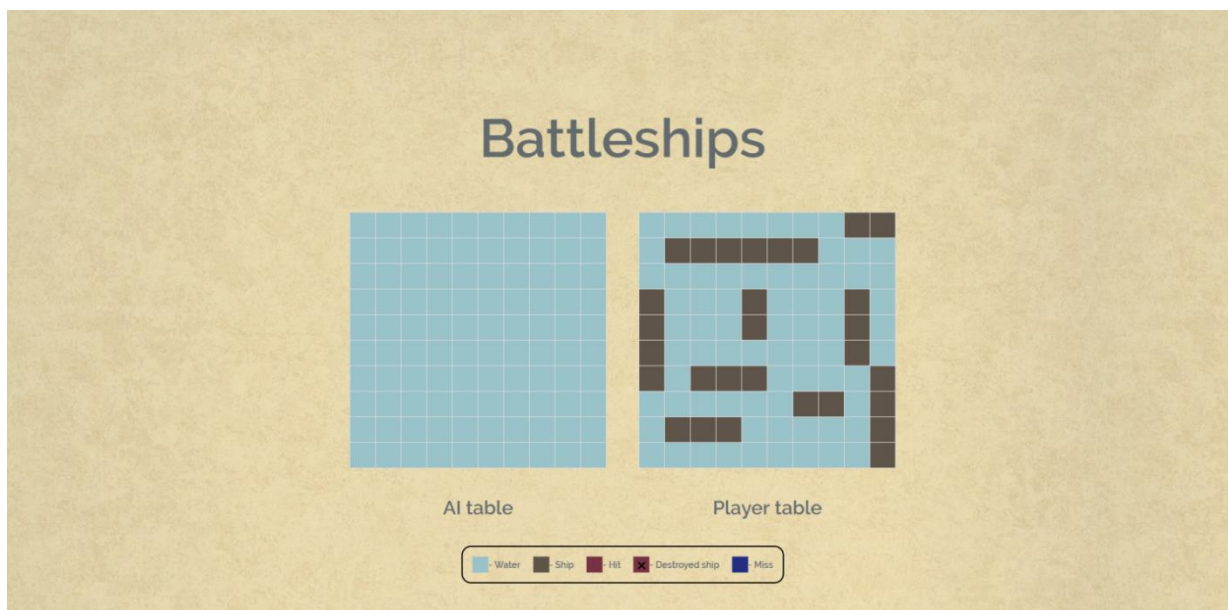 Battleships
AI table
Player table
- Water
- Ship
- Hit
- Destroyed ship
- Miss